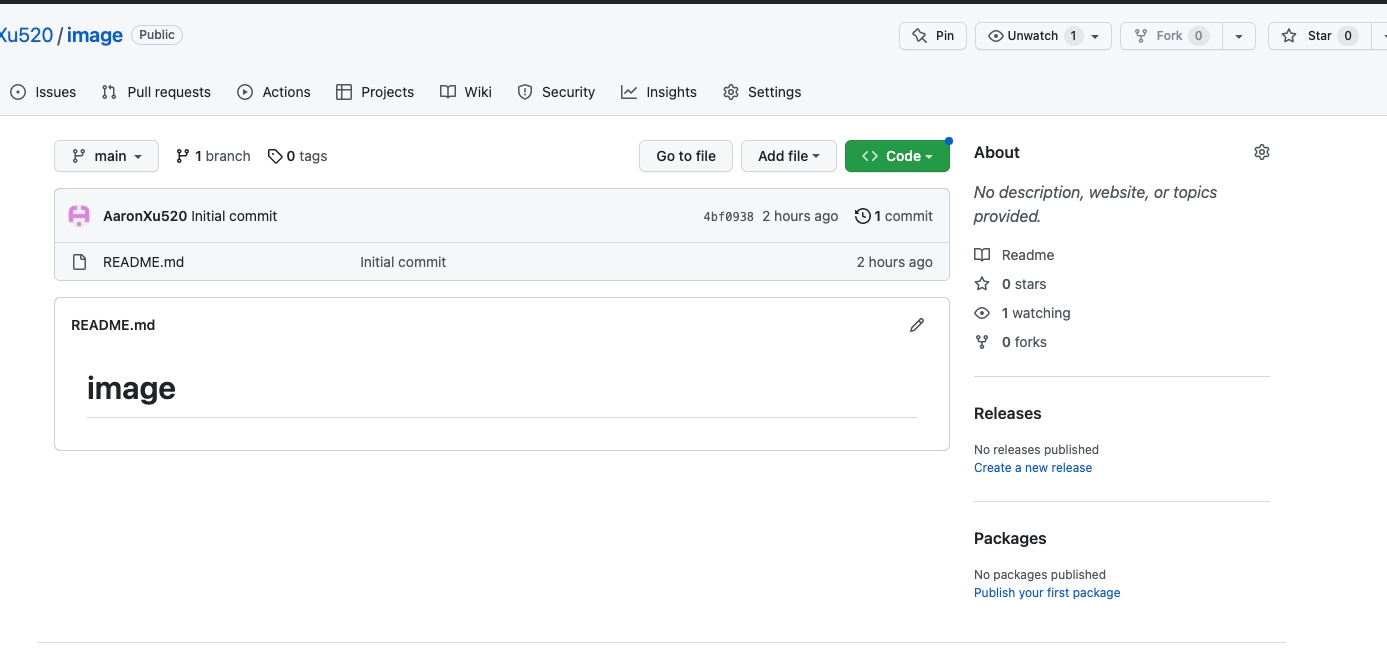 Xu520 / image Public
Pin Unwatch 1 Fork 0 Star 0
Issues Pull requests Actions Projects Wiki Security Insights Settings
main 1 branch 0 tags Go to file Add file Code
AaronXu520 Initial commit 4bf0938 2 hours ago 1 commit
README.md Initial commit 2 hours ago
README.md
image
About
No description, website, or topics
provided.
Readme
0 stars
1 watching
0 forks
Releases
No releases published
Create a new release
Packages
No packages published
Publish your first package